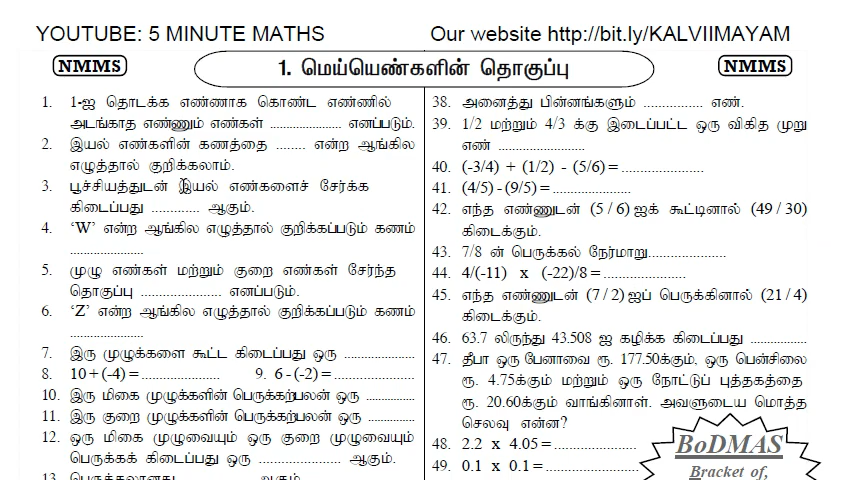 YOUTUBE: 5 MINUTE MATHS Our website http://bit.ly/KALVIIMAYAM
NMMS 1. மெய்யெண்களின் தொகுப்பு NMMS
1. 1-ஐ தொடக்க எண்ணாக கொண்ட எண்ணில்
அடங்காத எண்ணும் எண்கள் ...................... எனப்படும்.
2. இயல் எண்களின் கணத்தை ........ என்ற ஆங்கில
எழுத்தால் குறிக்கலாம்.
3. பூச்சியத்துடன் இயல் எண்களைச் சேர்க்க
கிடைப்பது ............. ஆகும்.
4. ‘W’ என்ற ஆங்கில எழுத்தால் குறிக்கப்படும் கணம்
......................
5. முழு எண்கள் மற்றும் குறை எண்கள் சேர்ந்த
தொகுப்பு ...................... எனப்படும்.
6. ‘Z’ என்ற ஆங்கில எழுத்தால் குறிக்கப்படும் கணம்
......................
7. இரு முழுக்களை கூட்ட கிடைப்பது ஒரு ...................
8. 10 + (-4) = ..................... 9. 6 - (-2) = ......................
10. இரு மிகை முழுக்களின் பெருக்கற்பலன் ஒரு ..............
11. இரு குறை முழுக்களின் பெருக்கற்பலன் ஒரு .............
12. ஒரு மிகை முழுவையும் ஒரு குறை முழுவையும்
பெருக்கக் கிடைப்பது ஒரு ...................... ஆகும்.
38. அனைத்து பின்னங்களும் ................ எண்.
39. 1/2 மற்றும் 4/3 க்கு இடைப்பட்ட ஒரு விகித முறு
எண் ........................
40. (-3/4) + (1/2) - (5/6) = ......................
41. (4/5) - (9/5) = .....................
42. எந்த எண்ணுடன் (5 / 6) ஐக் கூட்டினால் (49 / 30)
கிடைக்கும்.
43. 7/8 ன் பெருக்கல் நேர்மாறு.....................
44. 4/(-11) x (-22)/8 = ......................
45. எந்த எண்ணுடன் (7 / 2) ஐப் பெருக்கினால் (21 / 4)
கிடைக்கும்.
46. 63.7 லிருந்து 43.508 ஐ கழிக்க கிடைப்பது ...............
47. தீபா ஒரு பேனாவை ரூ. 177.50க்கும், ஒரு பென்சிலை
ரூ. 4.75க்கும் மற்றும் ஒரு நோட்டுப் புத்தகத்தை
ரூ. 20.60க்கும் வாங்கினாள். அவளுடைய மொத்த
செலவு என்ன?
48. 2.2 x 4.05 = ......................
49. 0.1 x 0.1 = .........................
BoDMAS
Bracket of,